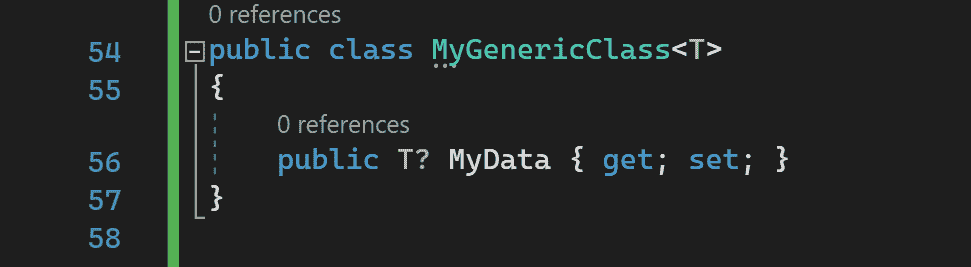 0 references
54 public class MyGenericClass<T>
55 {
0 references
56 public T? MyData { get; set; }
57 }
58